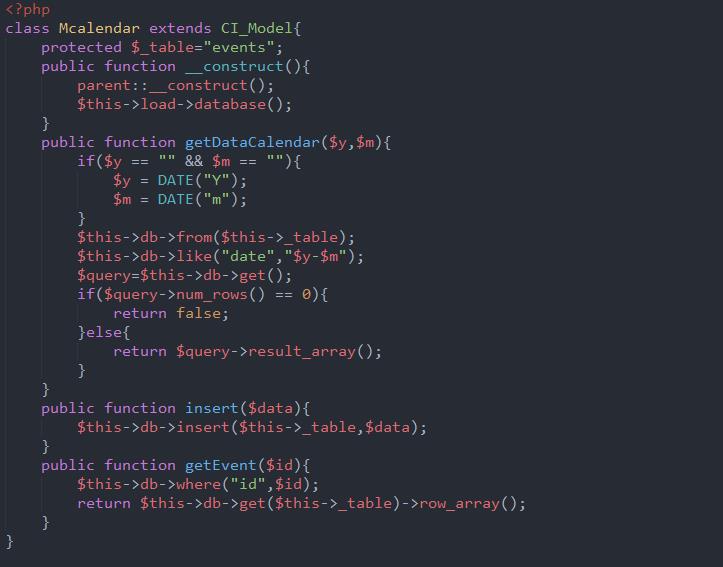 <?php
class Mcalendar extends CI_Model{
    protected $_table="events";
    public function __construct(){
        parent::__construct();
        $this->load->database();
    }
    public function getDataCalendar($y,$m){
        if($y == "" && $m == ""){
            $y = DATE("Y");
            $m = DATE("m");
        }
        $this->db->from($this->_table);
        $this->db->like("date","$y-$m");
        $query=$this->db->get();
        if($query->num_rows() == 0){
            return false;
        }else{
            return $query->result_array();
        }
    }
    public function insert($data){
        $this->db->insert($this->_table,$data);
    }
    public function getEvent($id){
        $this->db->where("id",$id);
        return $this->db->get($this->_table)->row_array();
    }
}